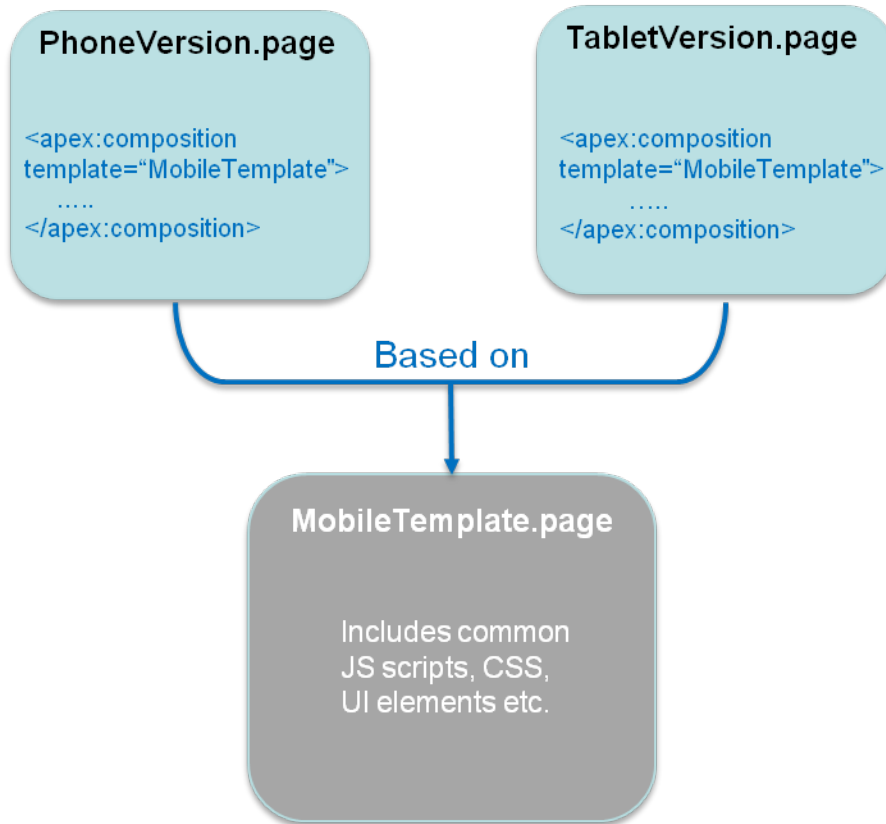 PhoneVersion.page
<apex:composition
template=“MobileTemplate">
…..
</apex:composition>
TabletVersion.page
<apex:composition
template=“MobileTemplate">
…..
</apex:composition>
Based on
MobileTemplate.page
Includes common
JS scripts, CSS,
UI elements etc.